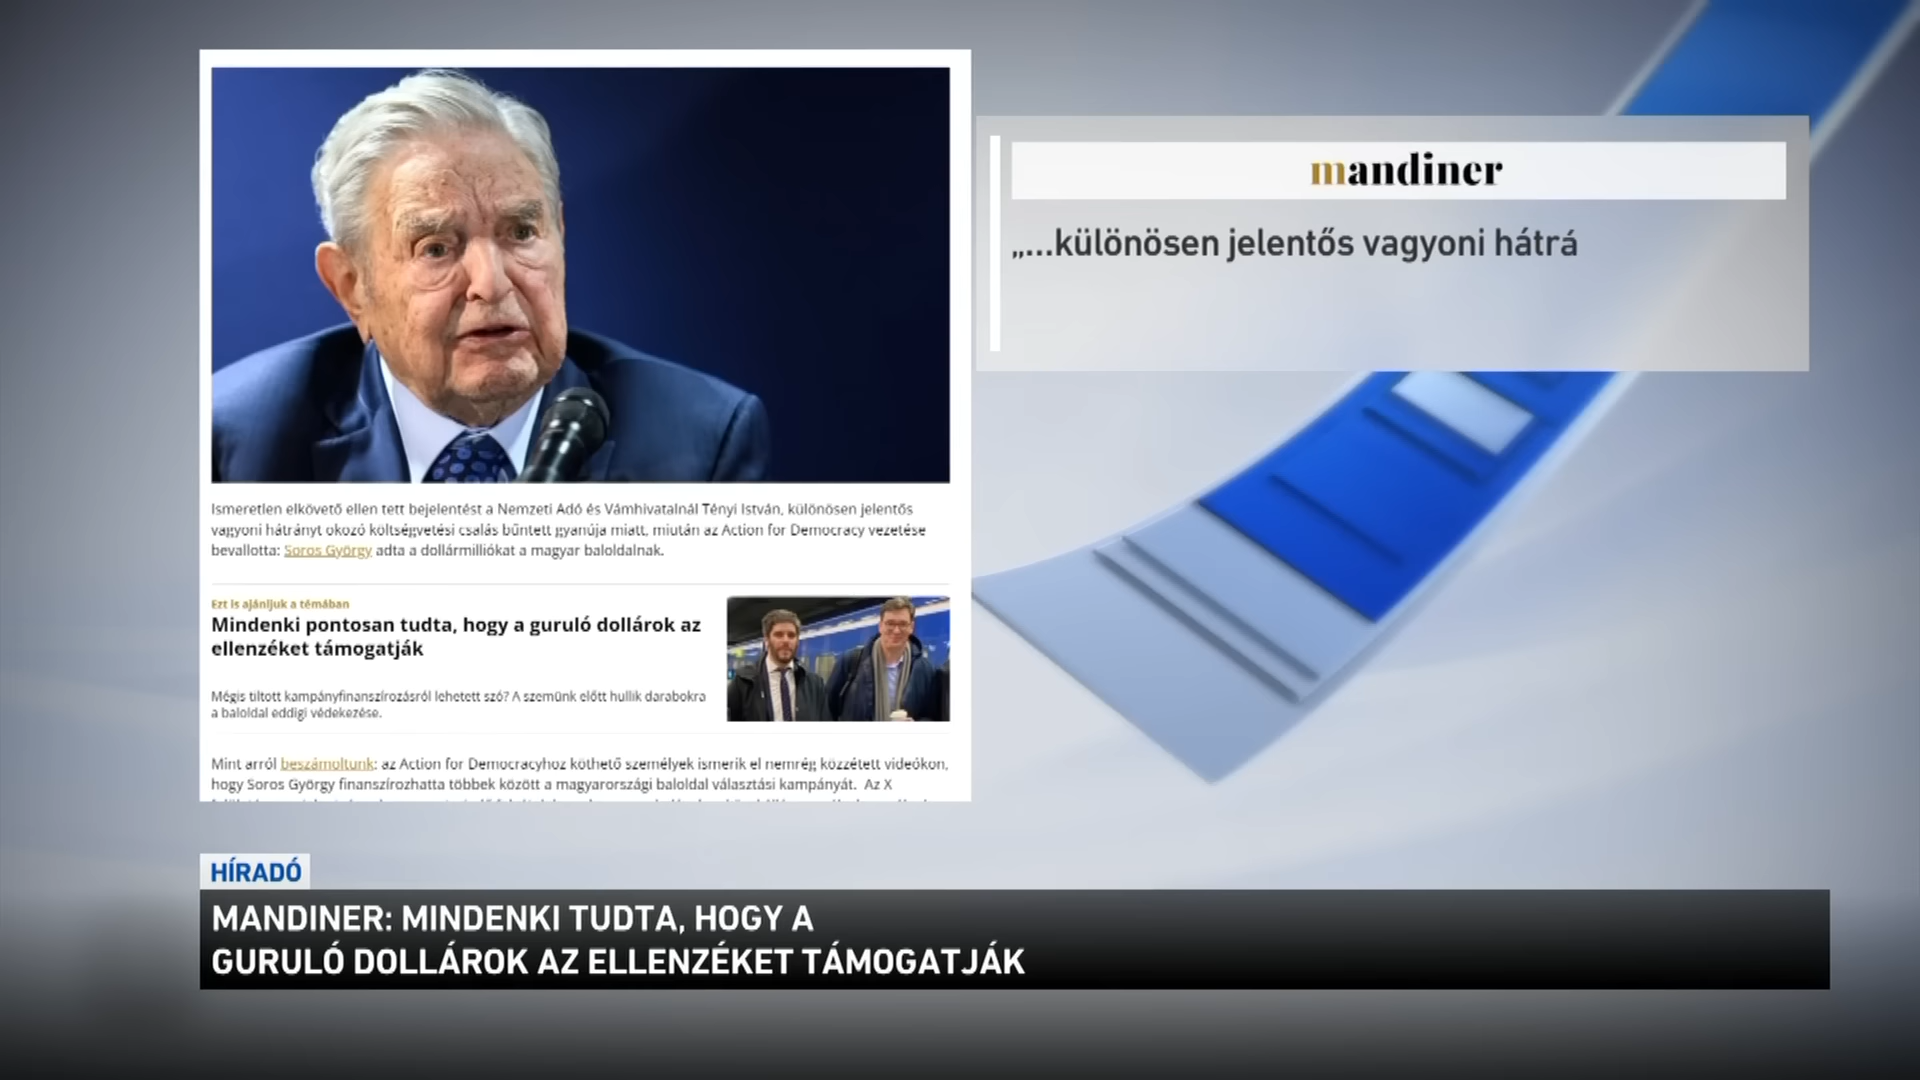 mandiner
„...különösen jelentős vagyoni hátrá
Ismeretlen elkövető ellen tett bejelentést a Nemzeti Adó és Vámhivatalnál Tényi István, különösen jelentős
vagyoni hátrányt okozó költségvetési csalás bűntett gyanúja miatt, miután az Action for Democracy vezetése
bevallotta: Soros György adta a dollármilliókat a magyar baloldalnak.
Ezt is ajánljuk a témában
Mindenki pontosan tudta, hogy a guruló dollárok az
ellenzéket támogatják
Mégis tiltott kampányfinanszírozásról lehetett szó? A szemünk előtt hullik darabokra
a baloldal eddigi védekezése.
Mint arról beszámoltunk: az Action for Democracyhoz köthető személyek ismerik el nemrég közzétett videókon,
hogy Soros György finanszírozhatta többek között a magyarországi baloldal választási kampányát. Az X
HÍRADÓ
MANDINER: MINDENKI TUDTA, HOGY A
GURULÓ DOLLÁROK AZ ELLENZÉKET TÁMOGATJÁK